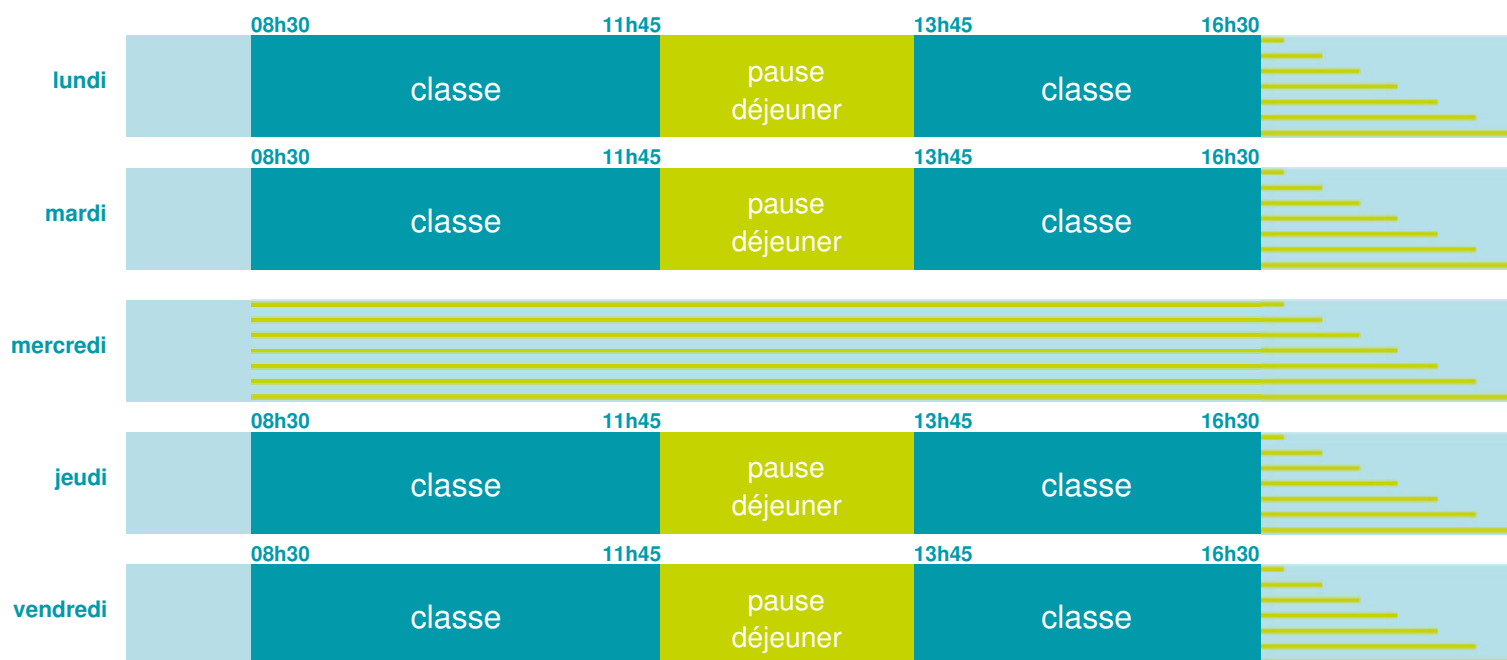 08h30 11h45 13h45 16h30
lundi
classe
pause
déjeuner
classe
08h30 11h45 13h45 16h30
mardi
classe
pause
déjeuner
classe
mercredi
08h30 11h45 13h45 16h30
jeudi
classe
pause
déjeuner
classe
08h30 11h45 13h45 16h30
vendredi
classe
pause
déjeuner
classe